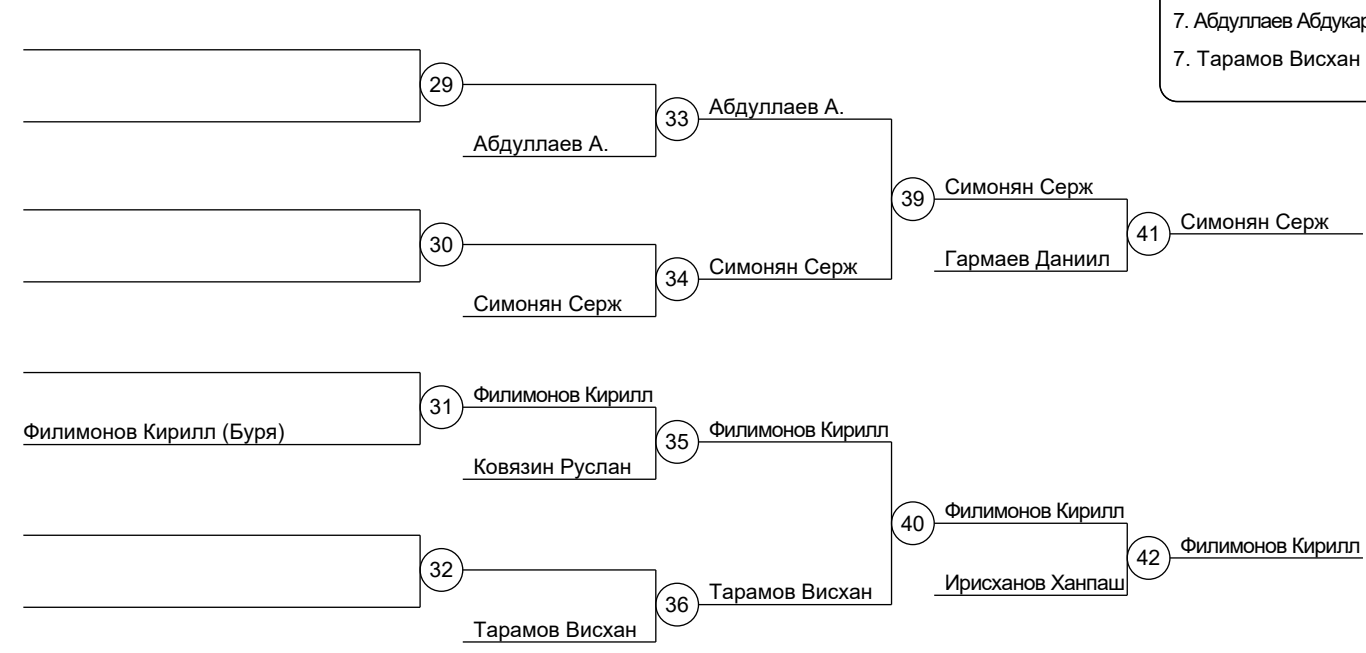 7. Абдуллаев Абдукар
7. Тарамов Висхан
29
Абдуллаев А.
33
Абдуллаев А.
30
Симонян Серж
34
Симонян Серж
39
Симонян Серж
Гармаев Даниил
41
Симонян Серж
Филимонов Кирилл (Буря)
31
Филимонов Кирилл
Ковязин Руслан
35
Филимонов Кирилл
32
Тарамов Висхан
36
Тарамов Висхан
40
Филимонов Кирилл
Ирисханов Ханпаш
42
Филимонов Кирилл